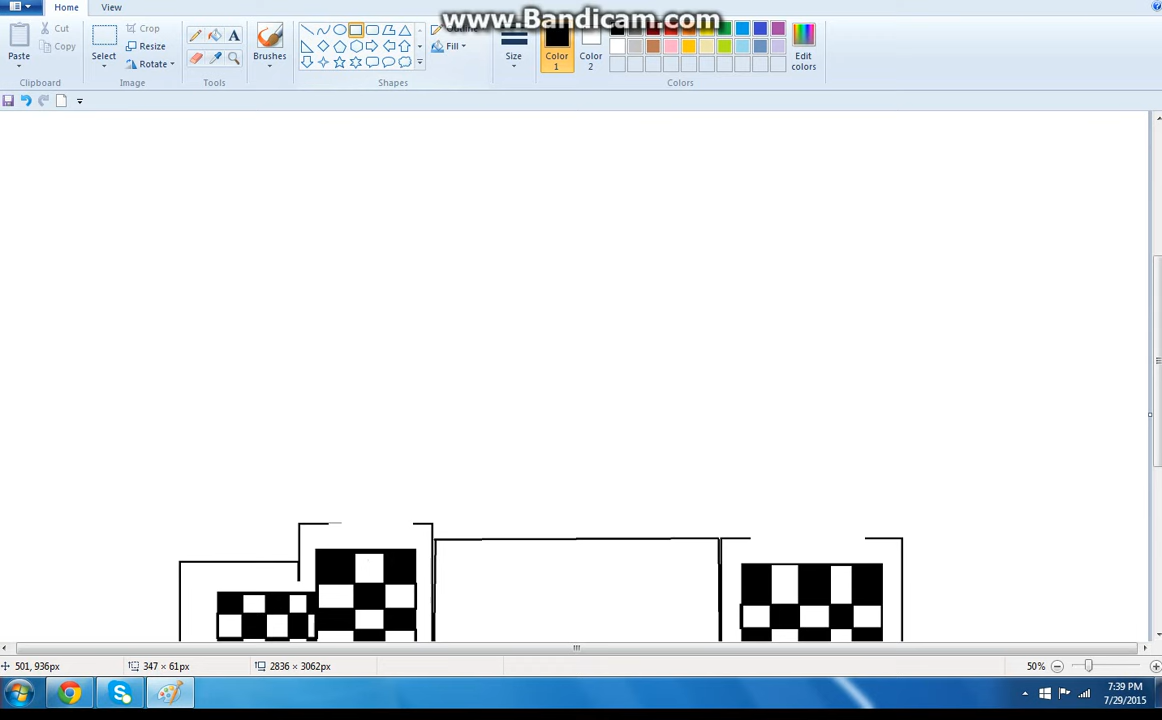 www.Bandicam.com
Home
View
Paste
Cut
Copy
Clipboard
Select
Crop
Resize
Rotate
Image
A
Tools
Brushes
Outline
Fill
Shapes
Size
Color 1
Color 2
Edit colors
Colors
501, 936px
347 × 61px
2836 × 3062px
50%
7:39 PM
7/29/2015